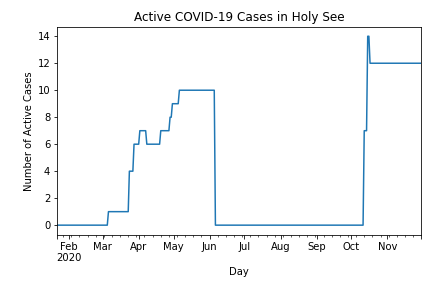 Active COVID-19 Cases in Holy See
Number of Active Cases
14
12
10
8
6
4
2
0
Feb Mar Apr May Jun Jul Aug Sep Oct Nov
2020
Day